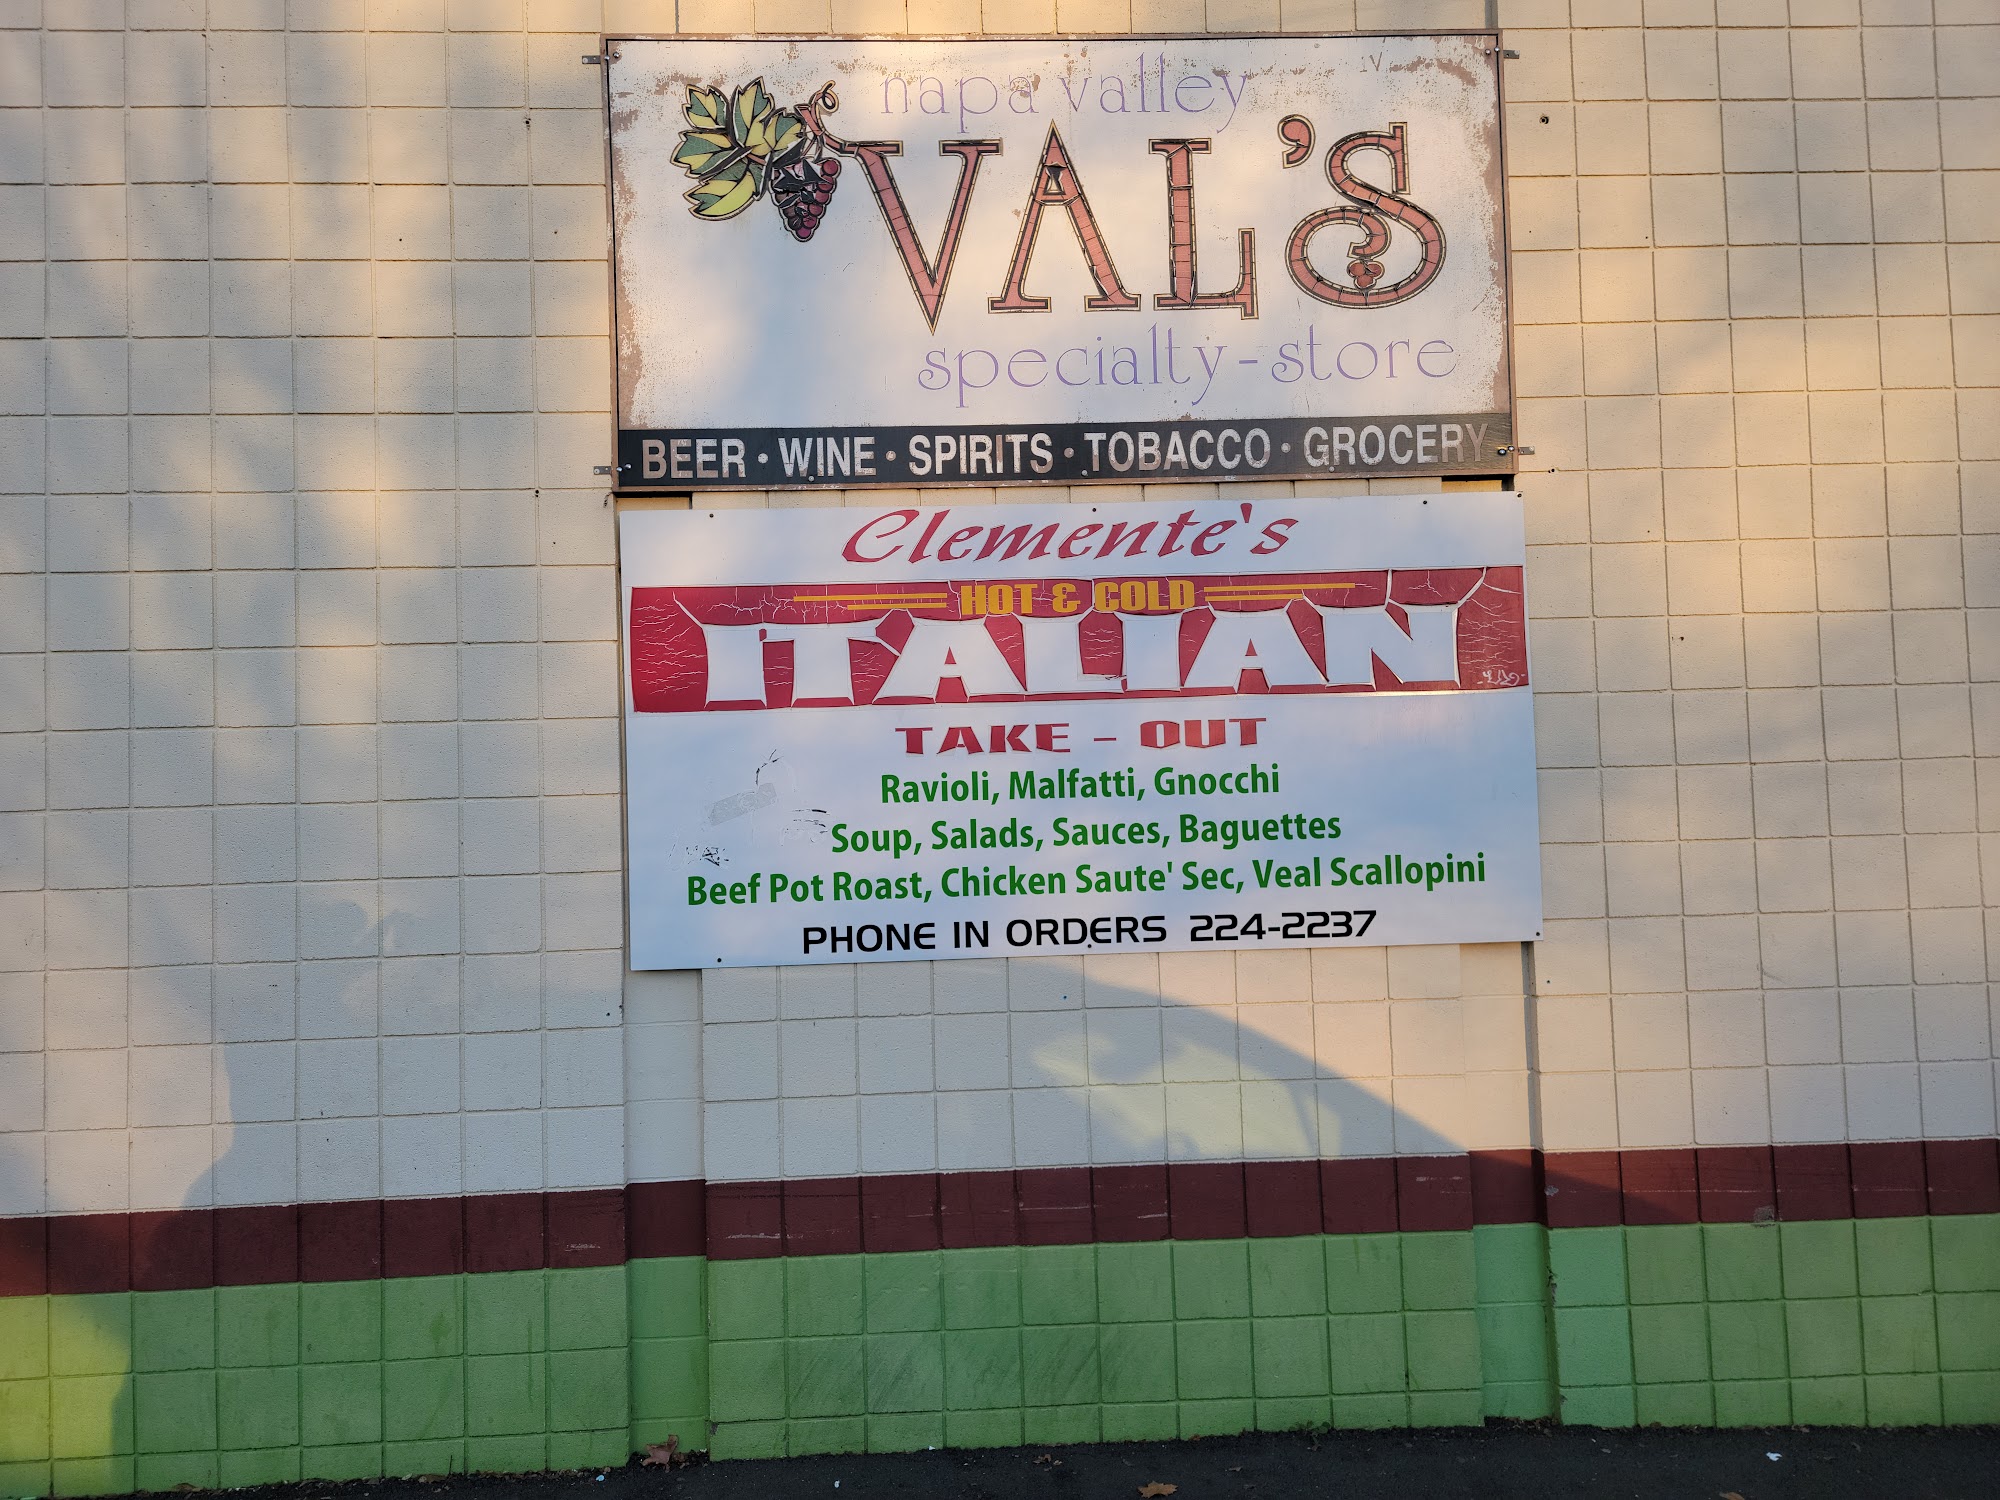 napa valley
VAL'S
specialty-store
BEER · WINE · SPIRITS · TOBACCO · GROCERY
Clemente's
HOT & COLD
ITALIAN
TAKE - OUT
Ravioli, Malfatti, Gnocchi
Soup, Salads, Sauces, Baguettes
Beef Pot Roast, Chicken Saute' Sec, Veal Scallopini
PHONE IN ORDERS 224-2237